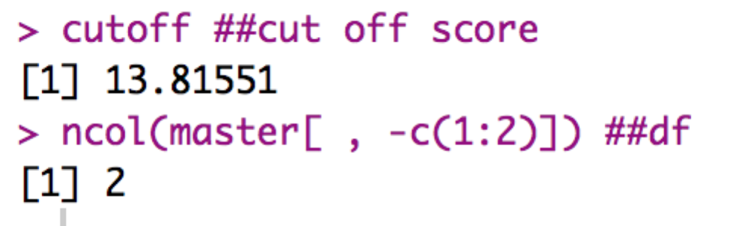 > cutoff ##cut off score
[1] 13.81551
> ncol(master[ , -c(1:2)]) ##df
[1] 2